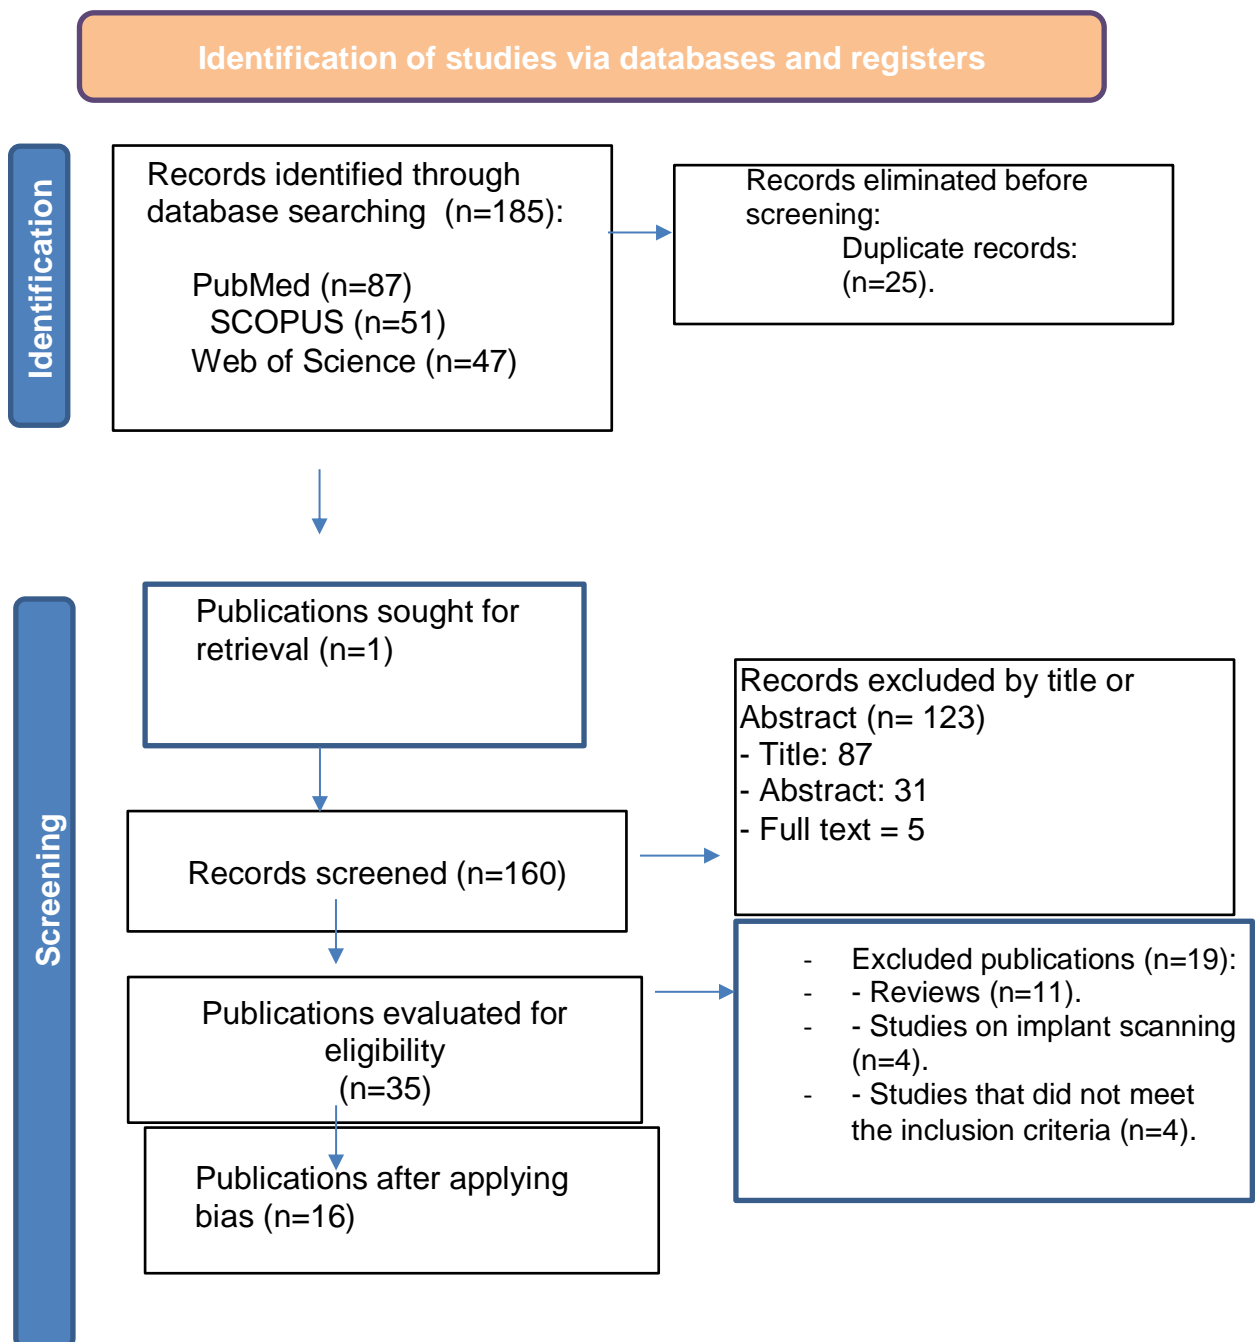 Identification of studies via databases and registers
Identification
Records identified through
database searching (n=185):
PubMed (n=87)
SCOPUS (n=51)
Web of Science (n=47)
Records eliminated before
screening:
Duplicate records:
(n=25).
Screening
Publications sought for
retrieval (n=1)
Records screened (n=160)
Records excluded by title or
Abstract (n= 123)
- Title: 87
- Abstract: 31
- Full text = 5
Publications evaluated for
eligibility
(n=35)
- Excluded publications (n=19):
- - Reviews (n=11).
- - Studies on implant scanning
(n=4).
- - Studies that did not meet
the inclusion criteria (n=4).
Publications after applying
bias (n=16)